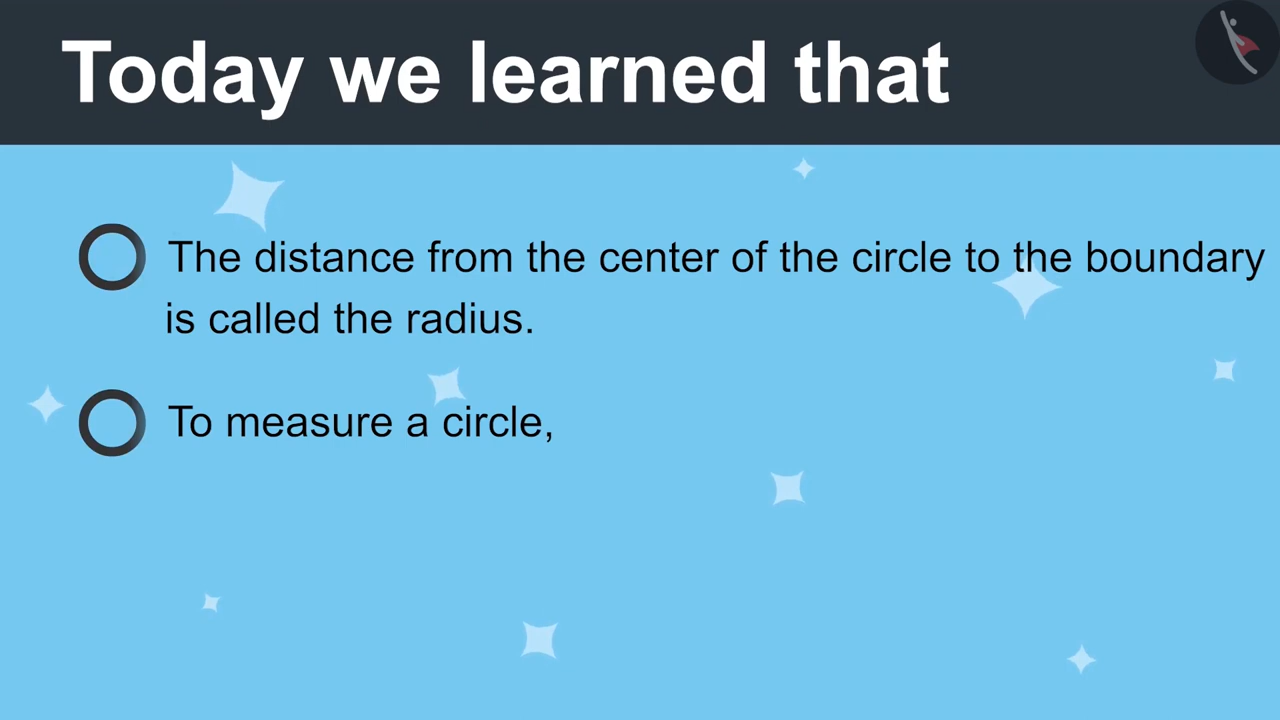 Today we learned that
The distance from the center of the circle to the boundary
is called the radius.
To measure a circle,